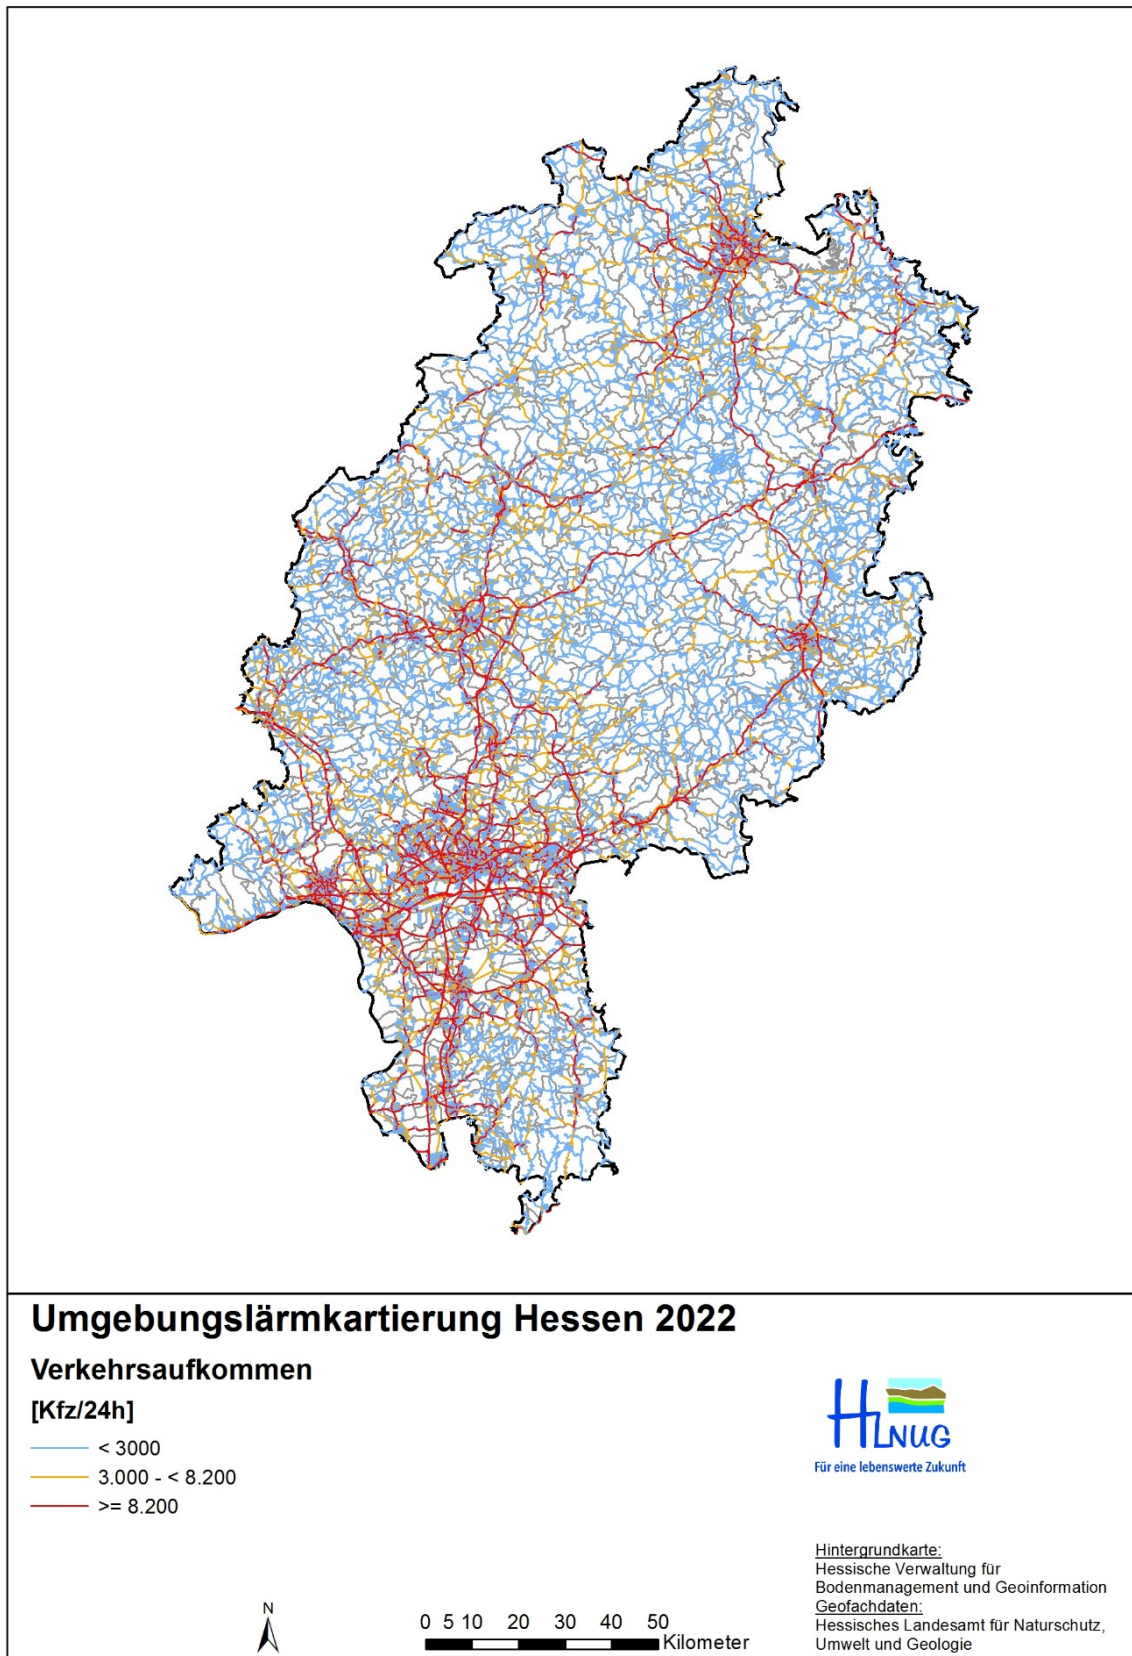 Umgebungslärmkartierung Hessen 2022
Verkehrsaufkommen
[Kfz/24h]
< 3000
3.000 - < 8.200
>= 8.200
HLNUG
Für eine lebenswerte Zukunft
Hintergrundkarte:
Hessische Verwaltung für
Bodenmanagement und Geoinformation
Geofachdaten:
Hessisches Landesamt für Naturschutz,
Umwelt und Geologie
N
0 5 10 20 30 40 50
Kilometer